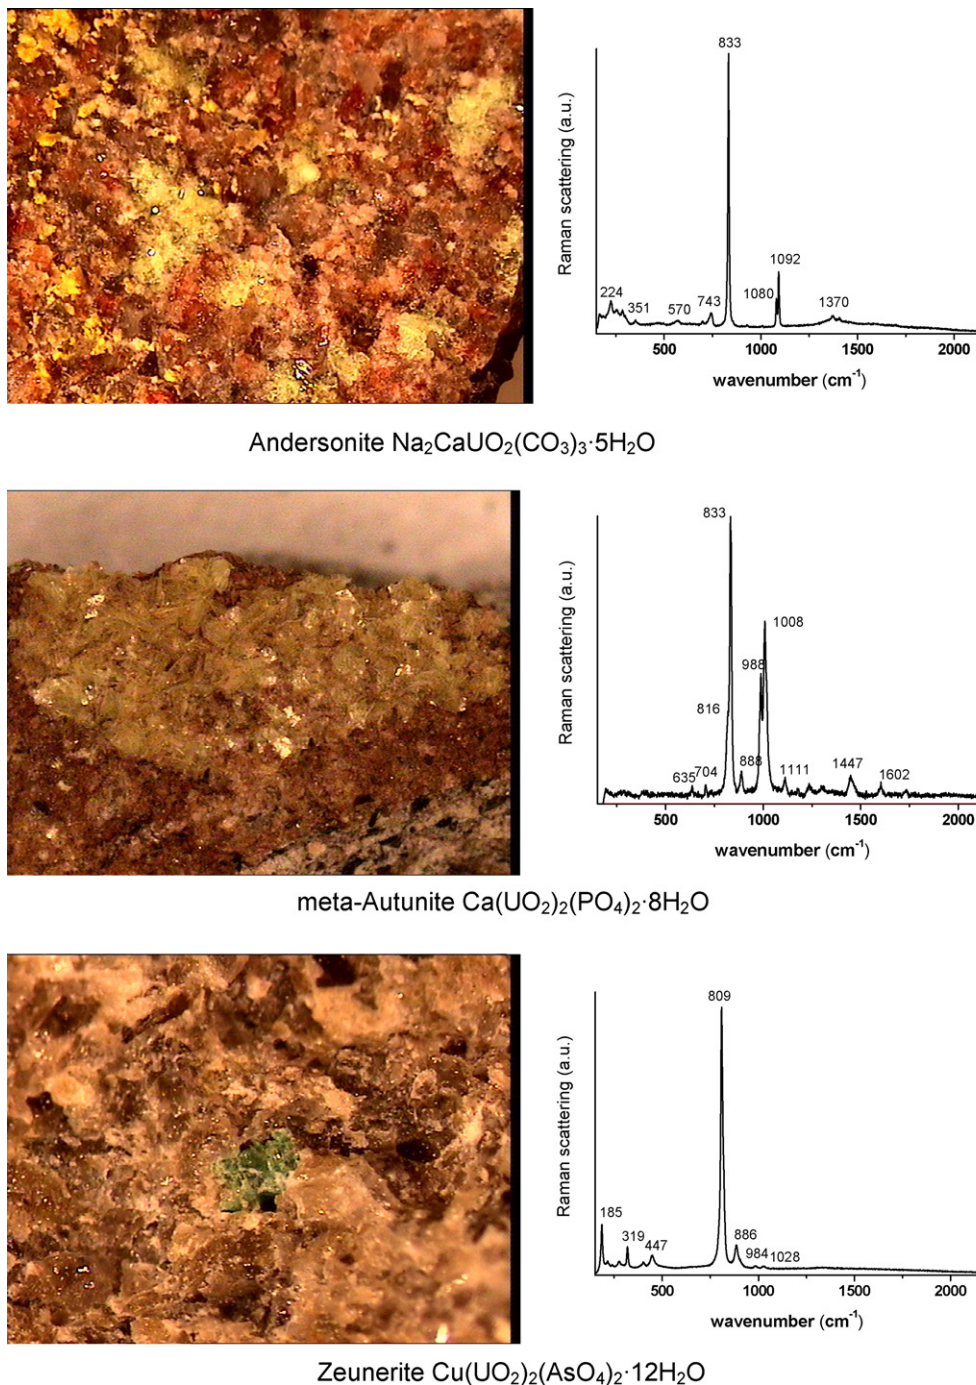 833
1092
1080
743
224
351
570
1370
Raman scattering (a.u.)
500 1000 1500 2000
wavenumber (cm⁻¹)
Andersonite Na₂CaUO₂(CO₃)₃·5H₂O
833
1008
988
816
888
635 704
1111
1447
1602
Raman scattering (a.u.)
500 1000 1500 2000
wavenumber (cm⁻¹)
meta-Autunite Ca(UO₂)₂(PO₄)₂·8H₂O
809
185
319
447
886
984 1028
Raman scattering (a.u.)
500 1000 1500 2000
wavenumber (cm⁻¹)
Zeunerite Cu(UO₂)₂(AsO₄)₂·12H₂O